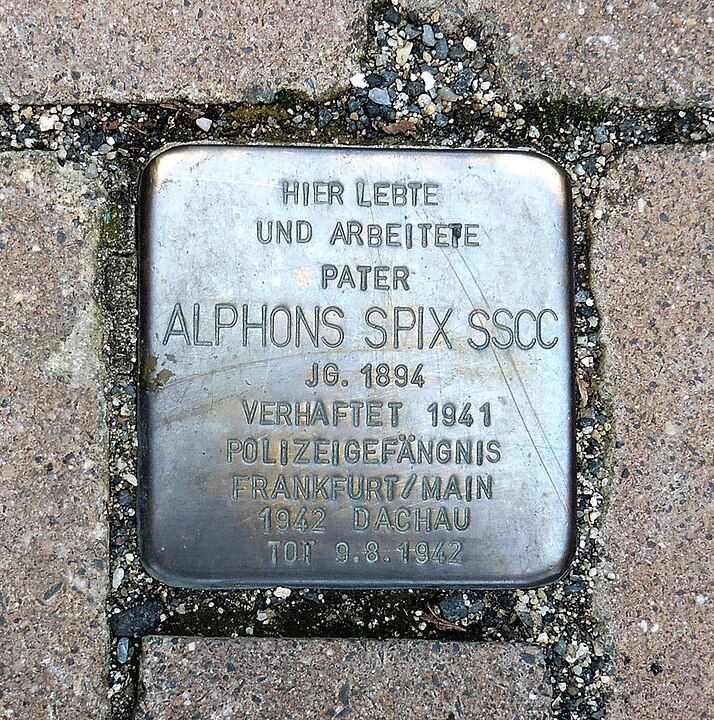 HIER LEBTE
UND ARBEITETE
PATER
ALPHONS SPIX SSCC
JG. 1894
VERHAFTET 1941
POLIZEIGEFÄNGNIS
FRANKFURT/MAIN
1942 DACHAU
TOT 9.8.1942